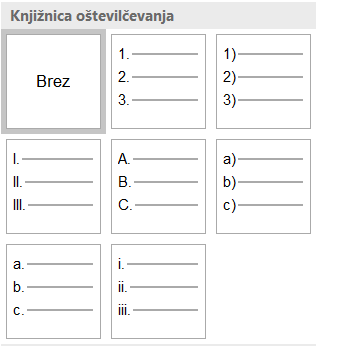 Knjižnica oštevilčevanja
Brez
1.
2.
3.
1)
2)
3)
I.
II.
III.
A.
B.
C.
a)
b)
c)
a.
b.
c.
i.
ii.
iii.